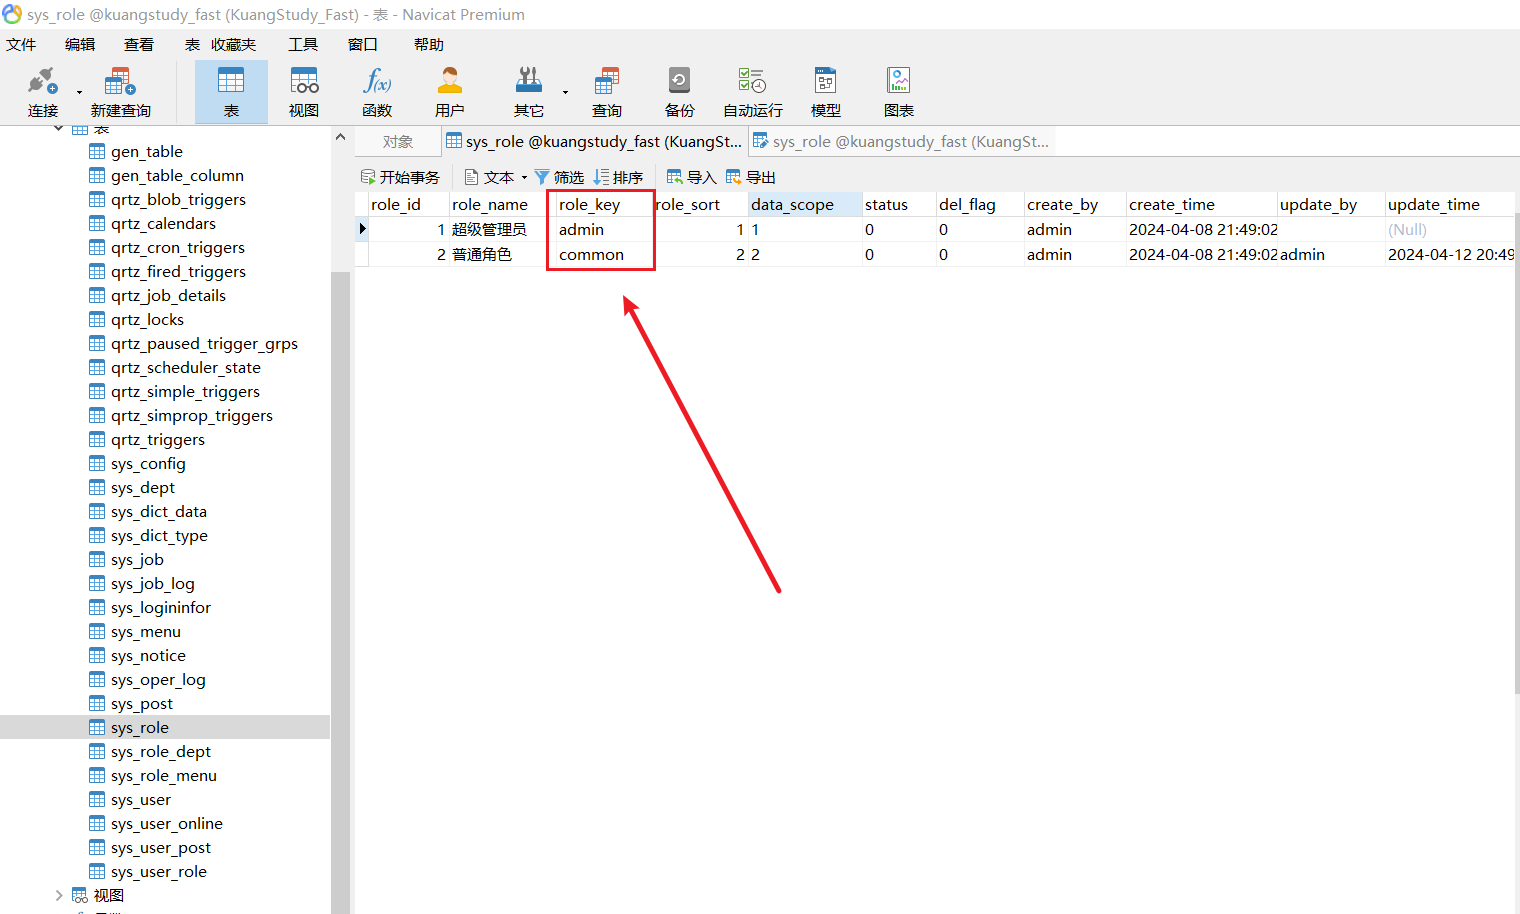 sys_role @kuangstudy_fast (KuangStudy_Fast) - 表 - Navicat Premium
文件 编辑 查看 表 收藏夹 工具 窗口 帮助
连接 新建查询 表 视图 函数 用户 其它 查询 备份 自动运行 模型 图表
表
gen_table
gen_table_column
qrtz_blob_triggers
qrtz_calendars
qrtz_cron_triggers
qrtz_fired_triggers
qrtz_job_details
qrtz_locks
qrtz_paused_trigger_grps
qrtz_scheduler_state
qrtz_simple_triggers
qrtz_simprop_triggers
qrtz_triggers
sys_config
sys_dept
sys_dict_data
sys_dict_type
sys_job
sys_job_log
sys_logininfor
sys_menu
sys_notice
sys_oper_log
sys_post
sys_role
sys_role_dept
sys_role_menu
sys_user
sys_user_online
sys_user_post
sys_user_role
视图
对象 sys_role @kuangstudy_fast (KuangSt... sys_role @kuangstudy_fast (KuangSt...
开始事务 文本 筛选 排序 导入 导出
role_id role_name role_key role_sort data_scope status del_flag create_by create_time update_by update_time
1 超级管理员 admin 1 1 0 0 admin 2024-04-08 21:49:02 (Null)
2 普通角色 common 2 2 0 0 admin 2024-04-08 21:49:02 admin 2024-04-12 20:49